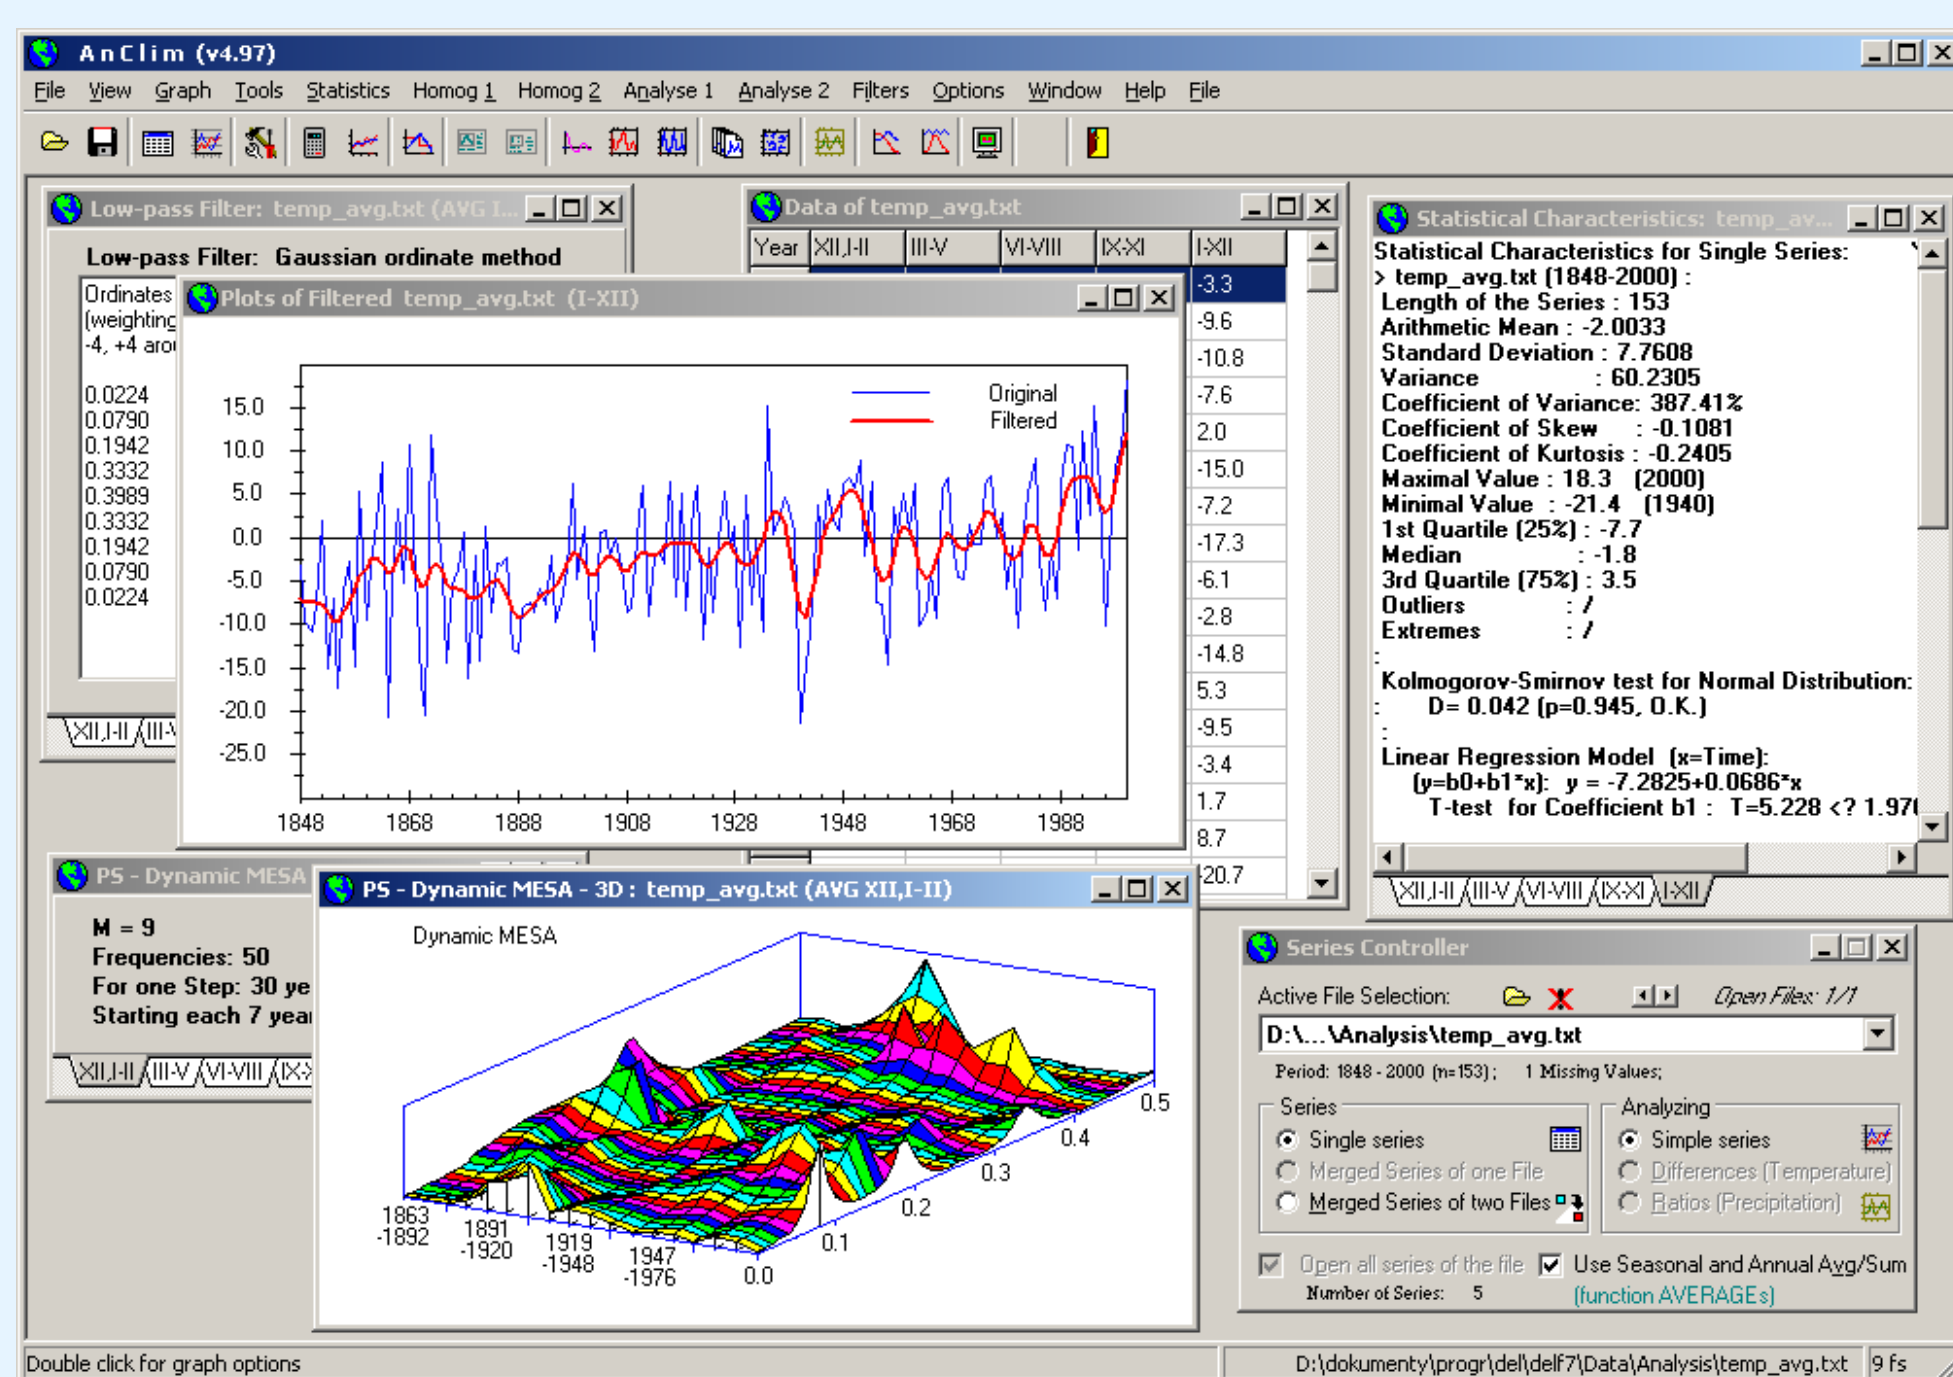 AnClim (v4.97)
File View Graph Tools Statistics Homog 1 Homog 2 Analyse 1 Analyse 2 Filters Options Window Help File
Low-pass Filter: temp_avg.txt (AVG I...
Low-pass Filter: Gaussian ordinate method
Ordinates
(weighting
-4, +4
0.0224
0.0790
0.1942
0.3332
0.3989
0.3332
0.1942
0.0790
0.0224
XII,I-II
Plots of Filtered temp_avg.txt (I-XII)
Original
Filtered
15.0
10.0
5.0
0.0
-5.0
-10.0
-15.0
-20.0
-25.0
1848 1868 1888 1908 1928 1948 1968 1988
Data of temp_avg.txt
Year XII,I-II III-V VI-VIII IX-XI I-XII
-3.3
-9.6
-10.8
-7.6
2.0
-15.0
-7.2
-17.3
-6.1
-2.8
-14.8
5.3
-9.5
-3.4
1.7
8.7
-20.7
Statistical Characteristics: temp_av...
Statistical Characteristics for Single Series:
> temp_avg.txt (1848-2000) :
Length of the Series : 153
Arithmetic Mean : -2.0033
Standard Deviation : 7.7608
Variance : 60.2305
Coefficient of Variance: 387.41%
Coefficient of Skew : -0.1081
Coefficient of Kurtosis : -0.2405
Maximal Value : 18.3 (2000)
Minimal Value : -21.4 (1940)
1st Quartile (25%) : -7.7
Median : -1.8
3rd Quartile (75%) : 3.5
Outliers : /
Extremes : /
:
Kolmogorov-Smirnov test for Normal Distribution:
: D= 0.042 (p=0.945, O.K.)
:
Linear Regression Model (x=Time):
(y=b0+b1*x): y = -7.2825+0.0686*x
T-test for Coefficient b1 : T=5.228 <? 1.97
XII,I-II III-V VI-VIII IX-XI I-XII
PS - Dynamic MESA
M = 9
Frequencies: 50
For one Step: 30 ye
Starting each 7 yea
XII,I-II III-V VI-VIII
PS - Dynamic MESA - 3D : temp_avg.txt (AVG XII,I-II)
Dynamic MESA
1863
-1892
1891
-1920
1919
-1948
1947
-1976
0.0
0.1
0.2
0.3
0.4
0.5
Series Controller
Active File Selection: Open Files: 1/1
D:\...\Analysis\temp_avg.txt
Period: 1848 - 2000 (n=153); 1 Missing Values;
Series
Single series
Merged Series of one File
Merged Series of two Files
Analyzing
Simple series
Differences (Temperature)
Ratios (Precipitation)
Open all series of the file
Number of Series: 5
Use Seasonal and Annual Avg/Sum
(function AVERAGEs)
Double click for graph options
D:\dokumenty\progr\del\delf7\Data\Analysis\temp_avg.txt
9 fs